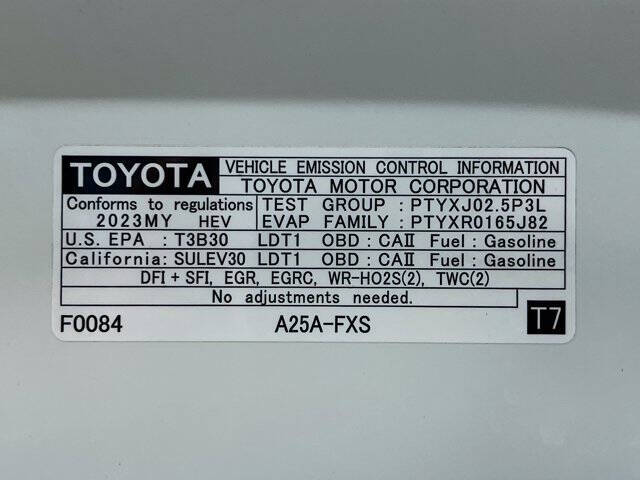 TOYOTA VEHICLE EMISSION CONTROL INFORMATION
TOYOTA MOTOR CORPORATION
Conforms to regulations TEST GROUP : PTYXJ02.5P3L
2023MY HEV EVAP FAMILY : PTYXR0165J82
U.S. EPA : T3B30 LDT1 OBD : CAII Fuel : Gasoline
California: SULEV30 LDT1 OBD : CAII Fuel : Gasoline
DFI + SFI, EGR, EGRC, WR-HO2S(2), TWC(2)
No adjustments needed.
F0084 A25A-FXS T7